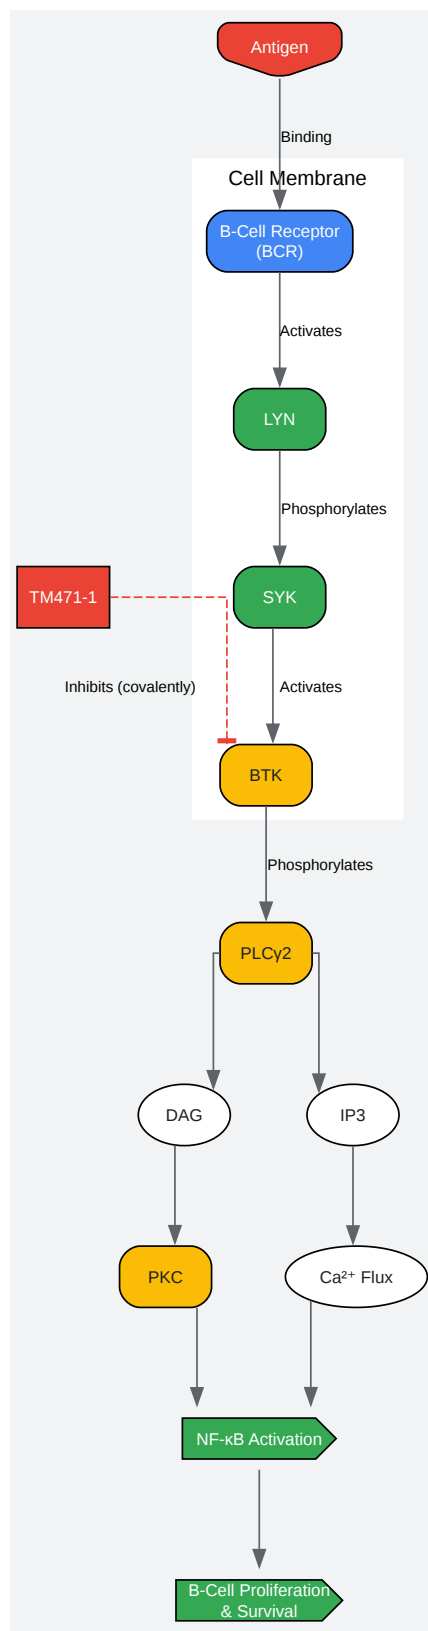 Antigen
Binding
Cell Membrane
B-Cell Receptor
(BCR)
Activates
LYN
Phosphorylates
TM471-1
SYK
Inhibits (covalently)
Activates
BTK
Phosphorylates
PLCγ2
DAG
IP3
PKC
Ca²⁺ Flux
NF-κB Activation
B-Cell Proliferation
& Survival